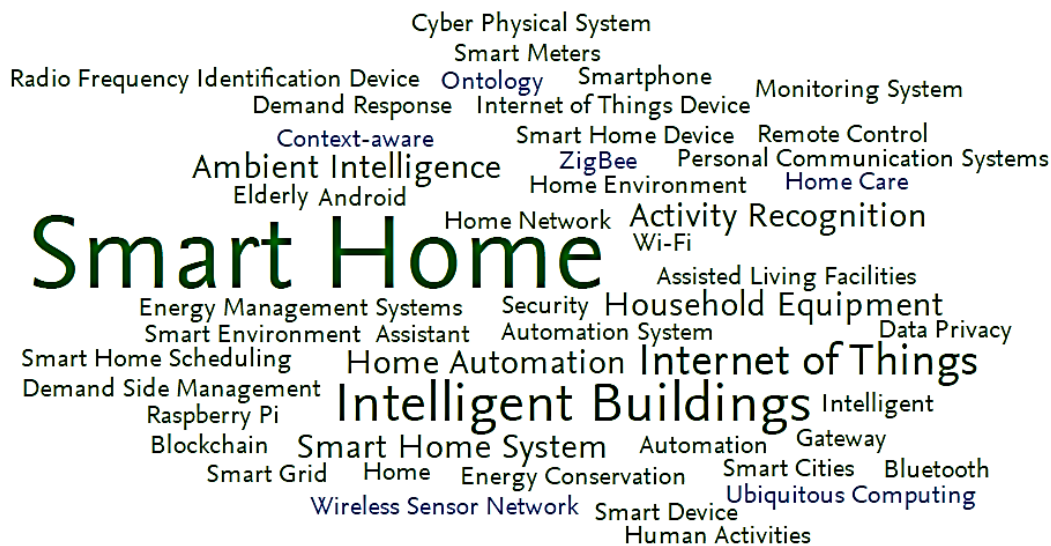 Cyber Physical System
Smart Meters
Radio Frequency Identification Device Ontology Smartphone
Monitoring System
Demand Response Internet of Things Device
Context-aware Smart Home Device Remote Control
Ambient Intelligence ZigBee Personal Communication Systems
Elderly Android Home Environment Home Care
Home Network Activity Recognition
Smart Home Wi-Fi
Assisted Living Facilities
Energy Management Systems Security Household Equipment
Smart Environment Assistant Automation System Data Privacy
Smart Home Scheduling Home Automation Internet of Things
Demand Side Management Intelligent Buildings Intelligent
Raspberry Pi
Blockchain Smart Home System Automation Gateway
Smart Grid Home Energy Conservation Smart Cities Bluetooth
Wireless Sensor Network Smart Device Ubiquitous Computing
Human Activities